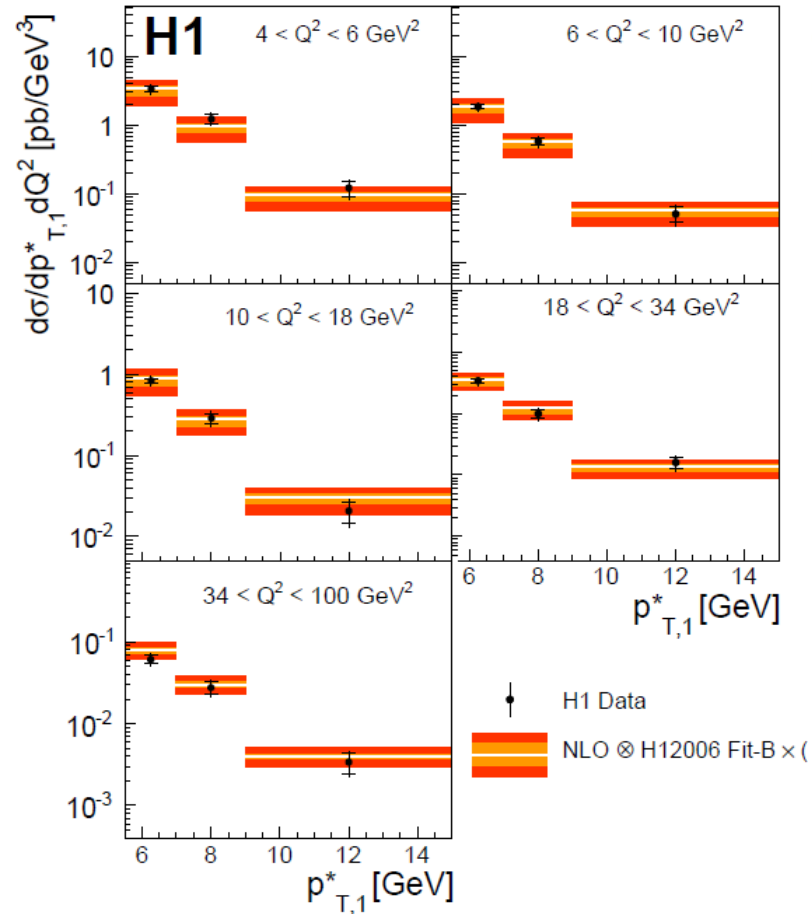 H1
4 < Q² < 6 GeV²
6 < Q² < 10 GeV²
dσ/dp*T,1 dQ² [pb/GeV³]
10
1
10⁻¹
10⁻²
10 < Q² < 18 GeV²
18 < Q² < 34 GeV²
10
1
10⁻¹
10⁻²
6 8 10 12 14
p*T,1 [GeV]
34 < Q² < 100 GeV²
10⁻¹
10⁻²
10⁻³
6 8 10 12 14
p*T,1 [GeV]
H1 Data
NLO ⊗ H12006 Fit-B × (